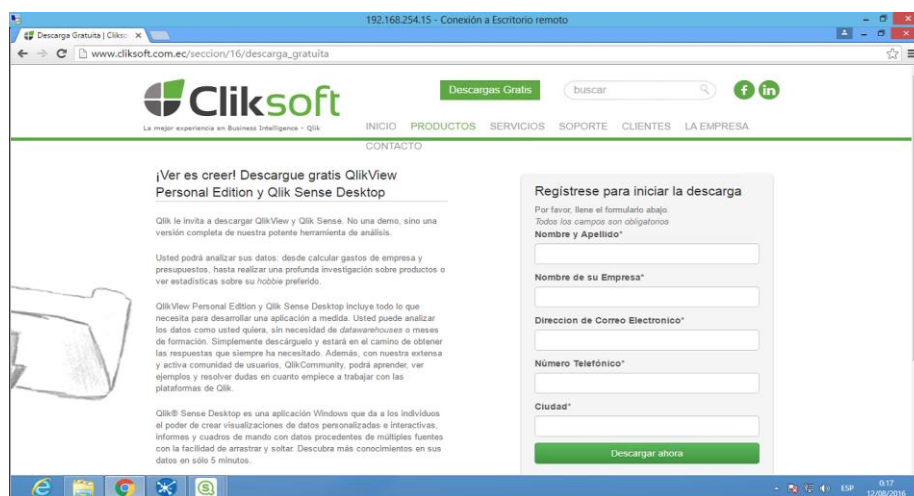 192.168.254.15 - Conexión a Escritorio remoto
Descarga Gratuita | Clikso
www.cliksoft.com.ec/seccion/16/descarga_gratuita
Cliksoft
La mejor experiencia en Business Intelligence - Qlik
Descargas Gratis
buscar
f in
INICIO PRODUCTOS SERVICIOS SOPORTE CLIENTES LA EMPRESA
CONTACTO
¡Ver es creer! Descargue gratis QlikView
Personal Edition y Qlik Sense Desktop
Qlik le invita a descargar QlikView y Qlik Sense. No una demo, sino una
versión completa de nuestra potente herramienta de análisis.
Usted podrá analizar sus datos: desde calcular gastos de empresa y
presupuestos, hasta realizar una profunda investigación sobre productos o
ver estadísticas sobre su hobbie preferido.
QlikView Personal Edition y Qlik Sense Desktop incluye todo lo que
necesita para desarrollar una aplicación a medida. Usted puede analizar
los datos como usted quiera, sin necesidad de datawarehouses o meses
de formación. Simplemente descárguelo y estará en el camino de obtener
las respuestas que siempre ha necesitado. Además, con nuestra extensa
y activa comunidad de usuarios, QlikCommunity, podrá aprender, ver
ejemplos y resolver dudas en cuanto empiece a trabajar con las
plataformas de Qlik.
Qlik® Sense Desktop es una aplicación Windows que da a los individuos
el poder de crear visualizaciones de datos personalizadas e interactivas,
informes y cuadros de mando con datos procedentes de múltiples fuentes
con la facilidad de arrastrar y soltar. Descubra más conocimientos en sus
datos en sólo 5 minutos.
Regístrese para iniciar la descarga
Por favor, llene el formulario abajo.
Todos los campos son obligatorios
Nombre y Apellido*
Nombre de su Empresa*
Direccion de Correo Electronico*
Número Telefónico*
Ciudad*
Descargar ahora
ESP
0:17
12/08/2016